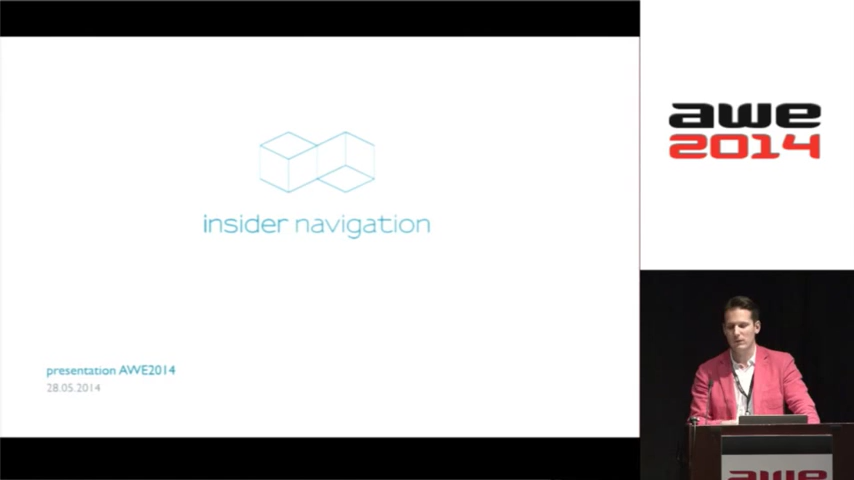 insider navigation
presentation AWE2014
28.05.2014
awe
2014
awe